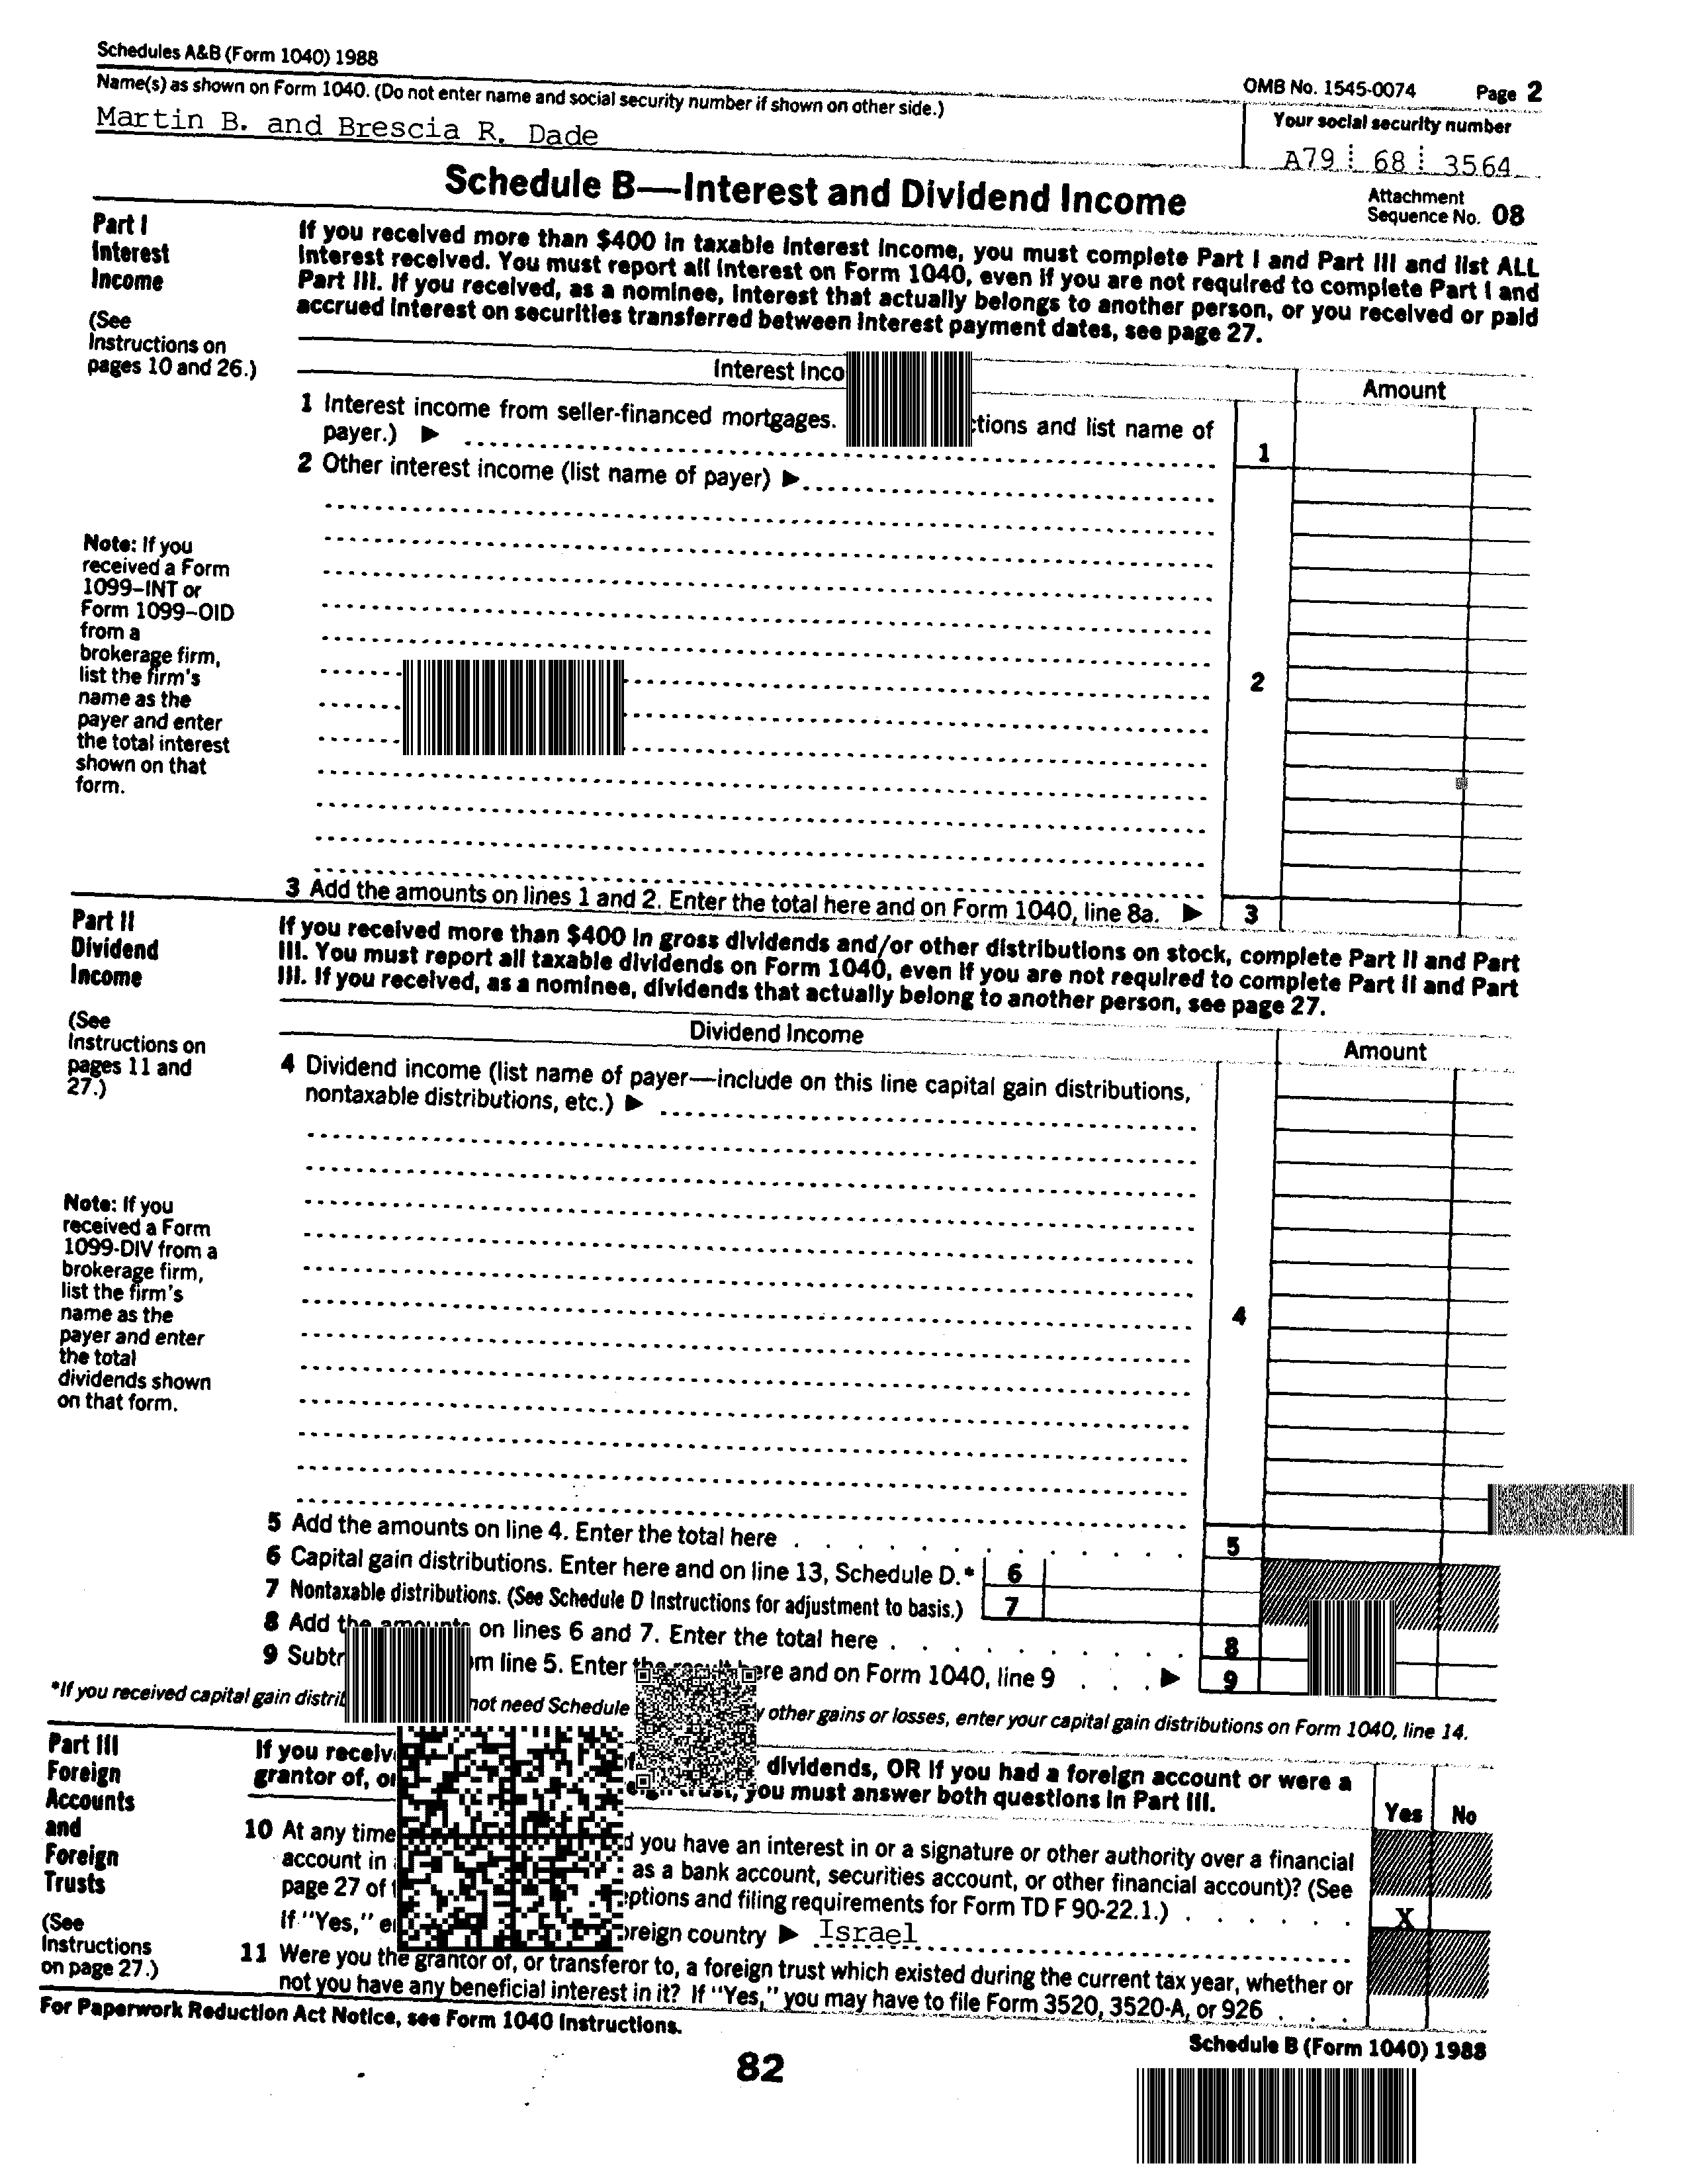 Schedules A&B (Form 1040) 1988
OMB No. 1545-0074 Page 2
Name(s) as shown on Form 1040. (Do not enter name and social security number if shown on other side.)
Your social security number
Martin B. and Brescia R. Dade
A79 68 3564
Schedule B—Interest and Dividend Income
Attachment
Sequence No. 08
Part I
Interest
Income
(See
Instructions on
pages 10 and 26.)
If you received more than $400 in taxable interest income, you must complete Part I and Part III and list ALL
interest received. You must report all interest on Form 1040, even if you are not required to complete Part I and
Part III. If you received, as a nominee, interest that actually belongs to another person, or you received or paid
accrued interest on securities transferred between interest payment dates, see page 27.
Interest Inco
Amount
1 Interest income from seller-financed mortgages. ctions and list name of
payer.) ▶
1
2 Other interest income (list name of payer) ▶
Note: If you
received a Form
1099–INT or
Form 1099–OID
from a
brokerage firm,
list the firm's
name as the
payer and enter
the total interest
shown on that
form.
2
3 Add the amounts on lines 1 and 2. Enter the total here and on Form 1040, line 8a. ▶ 3
Part II
Dividend
Income
(See
Instructions on
pages 11 and
27.)
If you received more than $400 in gross dividends and/or other distributions on stock, complete Part II and Part
III. You must report all taxable dividends on Form 1040, even if you are not required to complete Part II and Part
III. If you received, as a nominee, dividends that actually belong to another person, see page 27.
Dividend Income
Amount
4 Dividend income (list name of payer—include on this line capital gain distributions,
nontaxable distributions, etc.) ▶
Note: If you
received a Form
1099-DIV from a
brokerage firm,
list the firm's
name as the
payer and enter
the total
dividends shown
on that form.
4
5 Add the amounts on line 4. Enter the total here 5
6 Capital gain distributions. Enter here and on line 13, Schedule D.* 6
7 Nontaxable distributions. (See Schedule D Instructions for adjustment to basis.) 7
8 Add the amounts on lines 6 and 7. Enter the total here 8
9 Subtr om line 5. Enter the result here and on Form 1040, line 9 ▶ 9
*If you received capital gain distrib not need Schedule y other gains or losses, enter your capital gain distributions on Form 1040, line 14.
Part III
Foreign
Accounts
and
Foreign
Trusts
(See
Instructions
on page 27.)
If you receiv dividends, OR if you had a foreign account or were a
grantor of, or you must answer both questions in Part III.
Yes No
10 At any time d you have an interest in or a signature or other authority over a financial
account in as a bank account, securities account, or other financial account)? (See
page 27 of eptions and filing requirements for Form TD F 90-22.1.)
X
If "Yes," e oreign country ▶ Israel
11 Were you the grantor of, or transferor to, a foreign trust which existed during the current tax year, whether or
not you have any beneficial interest in it? If "Yes," you may have to file Form 3520, 3520-A, or 926
For Paperwork Reduction Act Notice, see Form 1040 Instructions.
Schedule B (Form 1040) 1988
82